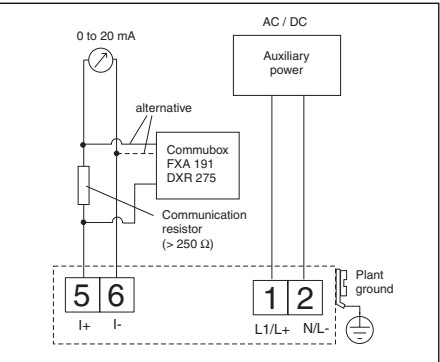 AC / DC
0 to 20 mA
Auxiliary
power
alternative
Commubox
FXA 191
DXR 275
Communication
resistor
(> 250 Ω)
Plant
ground
5 6
1 2
I+ I-
L1/L+ N/L-